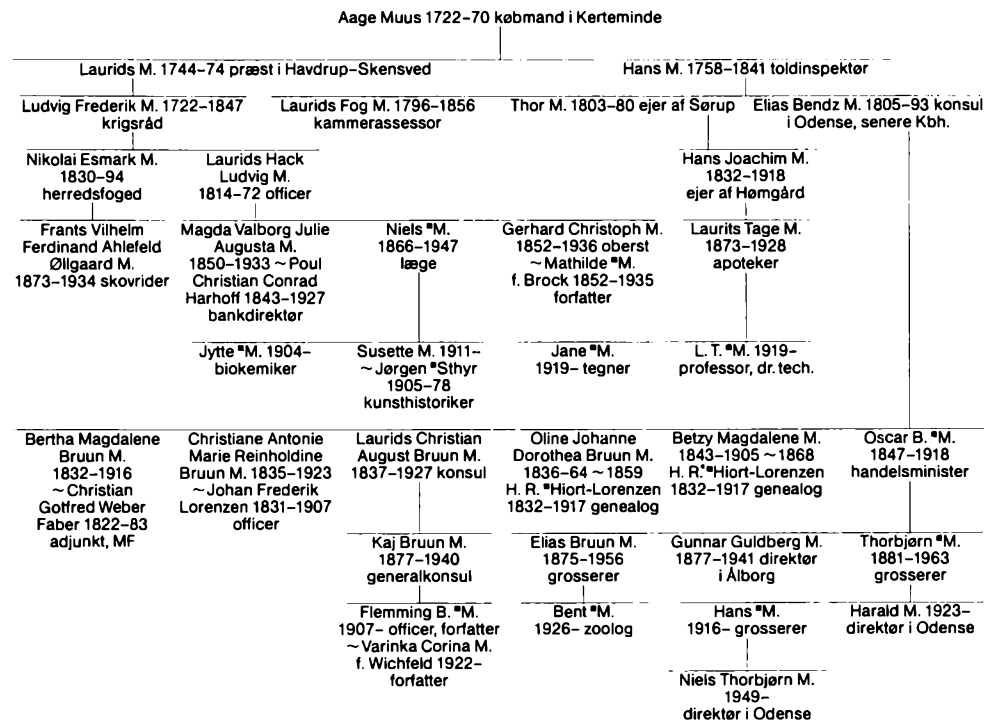 Aage Muus 1722–70 købmand i Kerteminde
Laurids M. 1744–74 præst i Havdrup-Skensved
Hans M. 1758–1841 toldinspektør
Ludvig Frederik M. 1722–1847
krigsråd
Laurids Fog M. 1796–1856
kammerassessor
Thor M. 1803–80 ejer af Sørup
Elias Bendz M. 1805–93 konsul
i Odense, senere Kbh.
Nikolai Esmark M.
1830–94
herredsfoged
Laurids Hack
Ludvig M.
1814–72 officer
Hans Joachim M.
1832–1918
ejer af Hømgård
Frants Vilhelm
Ferdinand Ahlefeld
Øllgaard M.
1873–1934 skovrider
Magda Valborg Julie
Augusta M.
1850–1933 ~ Poul
Christian Conrad
Harhoff 1843–1927
bankdirektør
Niels *M.
1866–1947
læge
Gerhard Christoph M.
1852–1936 oberst
~ Mathilde *M.
f. Brock 1852–1935
forfatter
Laurits Tage M.
1873–1928
apoteker
Jytte *M. 1904–
biokemiker
Susette M. 1911–
~ Jørgen *Sthyr
1905–78
kunsthistoriker
Jane *M.
1919– tegner
L. T. *M. 1919–
professor, dr. tech.
Bertha Magdalene
Bruun M.
1832–1916
~ Christian
Gotfred Weber
Faber 1822–83
adjunkt, MF
Christiane Antonie
Marie Reinholdine
Bruun M. 1835–1923
~ Johan Frederik
Lorenzen 1831–1907
officer
Laurids Christian
August Bruun M.
1837–1927 konsul
Oline Johanne
Dorothea Bruun M.
1836–64 ~ 1859
H. R. *Hiort-Lorenzen
1832–1917 genealog
Betzy Magdalene M.
1843–1905 ~ 1868
H. R. *Hiort-Lorenzen
1832–1917 genealog
Oscar B. *M.
1847–1918
handelsminister
Kaj Bruun M.
1877–1940
generalkonsul
Elias Bruun M.
1875–1956
grosserer
Gunnar Guldberg M.
1877–1941 direktør
i Ålborg
Thorbjørn *M.
1881–1963
grosserer
Flemming B. *M.
1907– officer, forfatter
~ Varinka Corina M.
f. Wichfeld 1922–
forfatter
Bent *M.
1926– zoolog
Hans *M.
1916– grosserer
Harald M. 1923–
direktør i Odense
Niels Thorbjørn M.
1949–
direktør i Odense